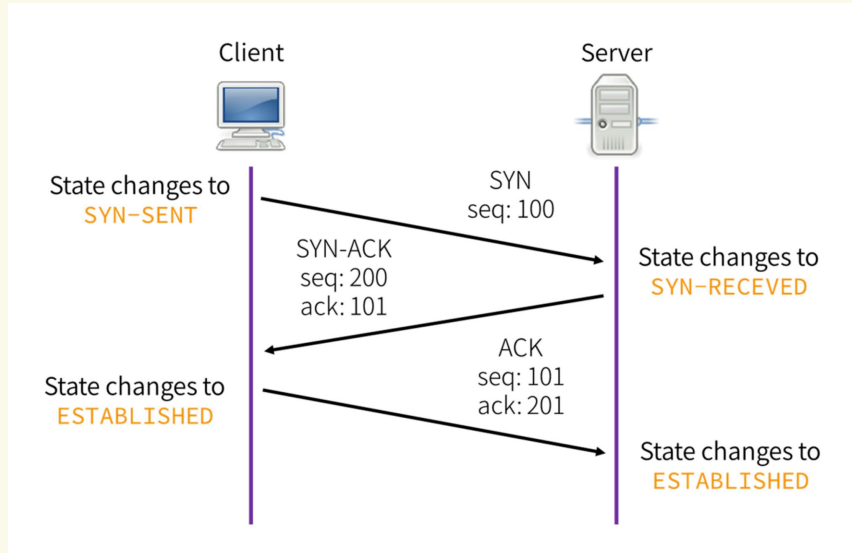 Client
Server
State changes to
SYN-SENT
SYN
seq: 100
SYN-ACK
seq: 200
ack: 101
State changes to
SYN-RECEVED
ACK
seq: 101
ack: 201
State changes to
ESTABLISHED
State changes to
ESTABLISHED